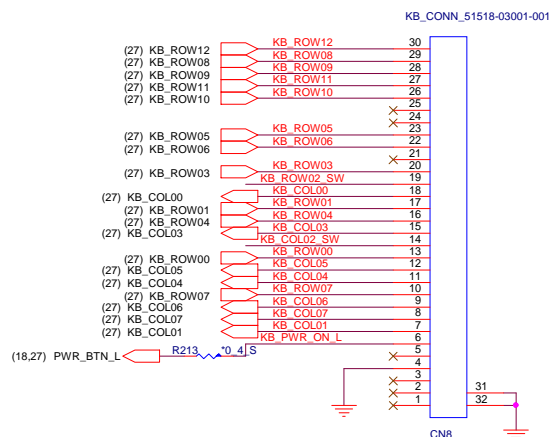 KB_CONN_51518-03001-001
(27) KB_ROW12 KB_ROW12 30
(27) KB_ROW08 KB_ROW08 29
(27) KB_ROW09 KB_ROW09 28
(27) KB_ROW11 KB_ROW11 27
(27) KB_ROW10 KB_ROW10 26
25
24
(27) KB_ROW05 KB_ROW05 23
(27) KB_ROW06 KB_ROW06 22
21
(27) KB_ROW03 KB_ROW03 20
KB_ROW02_SW 19
(27) KB_COL00 KB_COL00 18
(27) KB_ROW01 KB_ROW01 17
(27) KB_ROW04 KB_ROW04 16
(27) KB_COL03 KB_COL03 15
KB_COL02_SW 14
(27) KB_ROW00 KB_ROW00 13
(27) KB_COL05 KB_COL05 12
(27) KB_COL04 KB_COL04 11
(27) KB_ROW07 KB_ROW07 10
(27) KB_COL06 KB_COL06 9
(27) KB_COL07 KB_COL07 8
(27) KB_COL01 KB_COL01 7
KB_PWR_ON_L 6
(18,27) PWR_BTN_L R213 *0_4_S 5
4
3
2 31
1 32
CN8